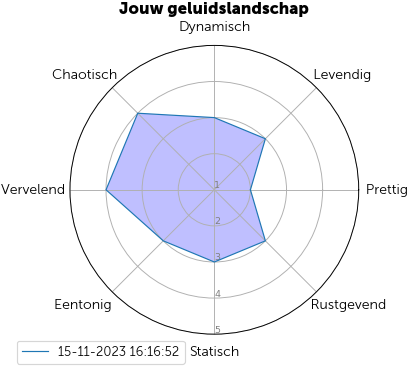 Jouw geluidslandschap
Dynamisch
Chaotisch
Levendig
Vervelend
1
Prettig
2
3
4
Eentonig
Rustgevend
5
15-11-2023 16:16:52
Statisch